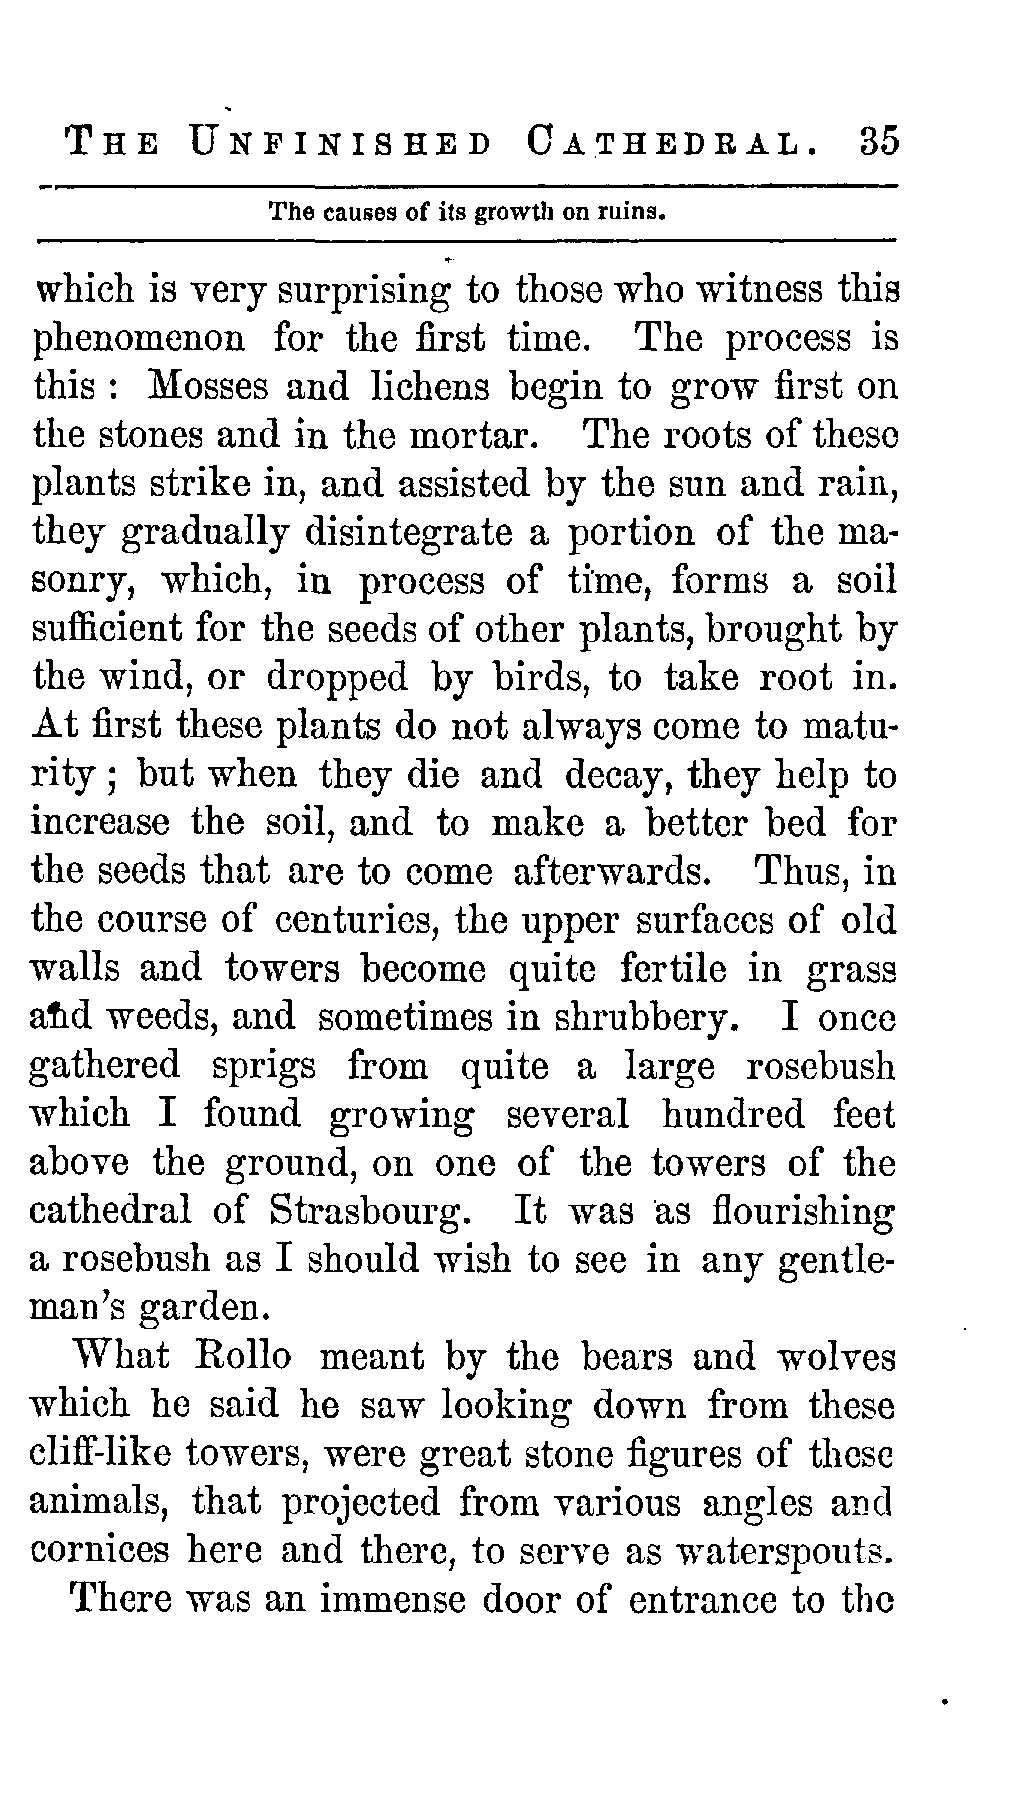 The Unfinished Cathedral. 35
The causes of its growth on ruins.
which is very surprising to those who witness this
phenomenon for the first time. The process is
this : Mosses and lichens begin to grow first on
the stones and in the mortar. The roots of these
plants strike in, and assisted by the sun and rain,
they gradually disintegrate a portion of the ma-
sonry, which, in process of time, forms a soil
sufficient for the seeds of other plants, brought by
the wind, or dropped by birds, to take root in.
At first these plants do not always come to matu-
rity ; but when they die and decay, they help to
increase the soil, and to make a better bed for
the seeds that are to come afterwards. Thus, in
the course of centuries, the upper surfaces of old
walls and towers become quite fertile in grass
and weeds, and sometimes in shrubbery. I once
gathered sprigs from quite a large rosebush
which I found growing several hundred feet
above the ground, on one of the towers of the
cathedral of Strasbourg. It was as flourishing
a rosebush as I should wish to see in any gentle-
man's garden.
What Rollo meant by the bears and wolves
which he said he saw looking down from these
cliff-like towers, were great stone figures of these
animals, that projected from various angles and
cornices here and there, to serve as waterspouts.
There was an immense door of entrance to the